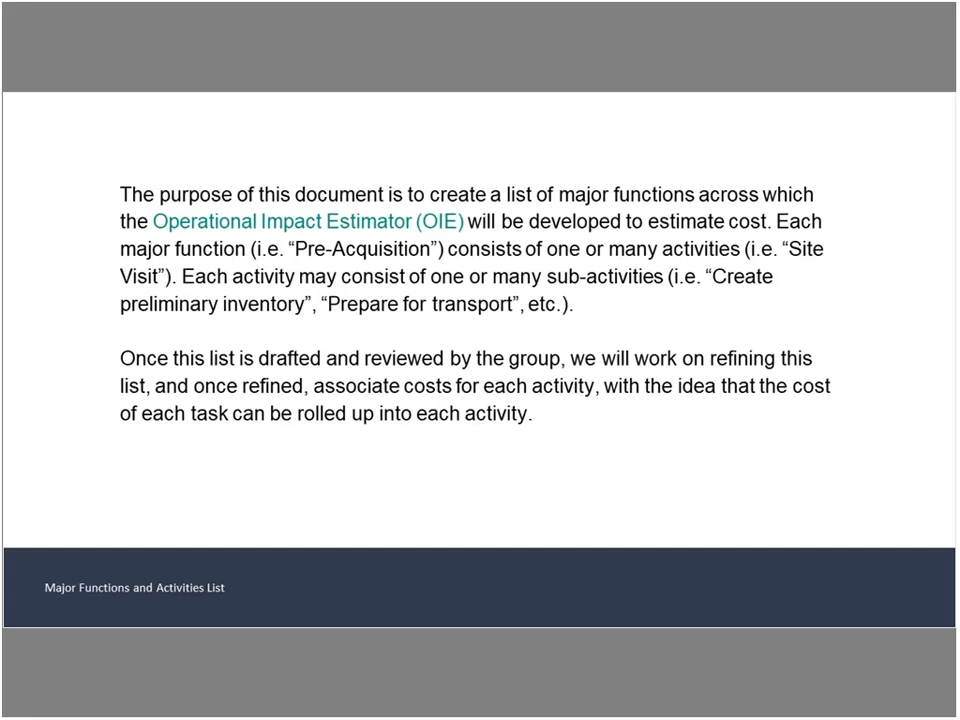 The purpose of this document is to create a list of major functions across which
the Operational Impact Estimator (OIE) will be developed to estimate cost. Each
major function (i.e. “Pre-Acquisition”) consists of one or many activities (i.e. “Site
Visit”). Each activity may consist of one or many sub-activities (i.e. “Create
preliminary inventory”, “Prepare for transport”, etc.).
Once this list is drafted and reviewed by the group, we will work on refining this
list, and once refined, associate costs for each activity, with the idea that the cost
of each task can be rolled up into each activity.
Major Functions and Activities List